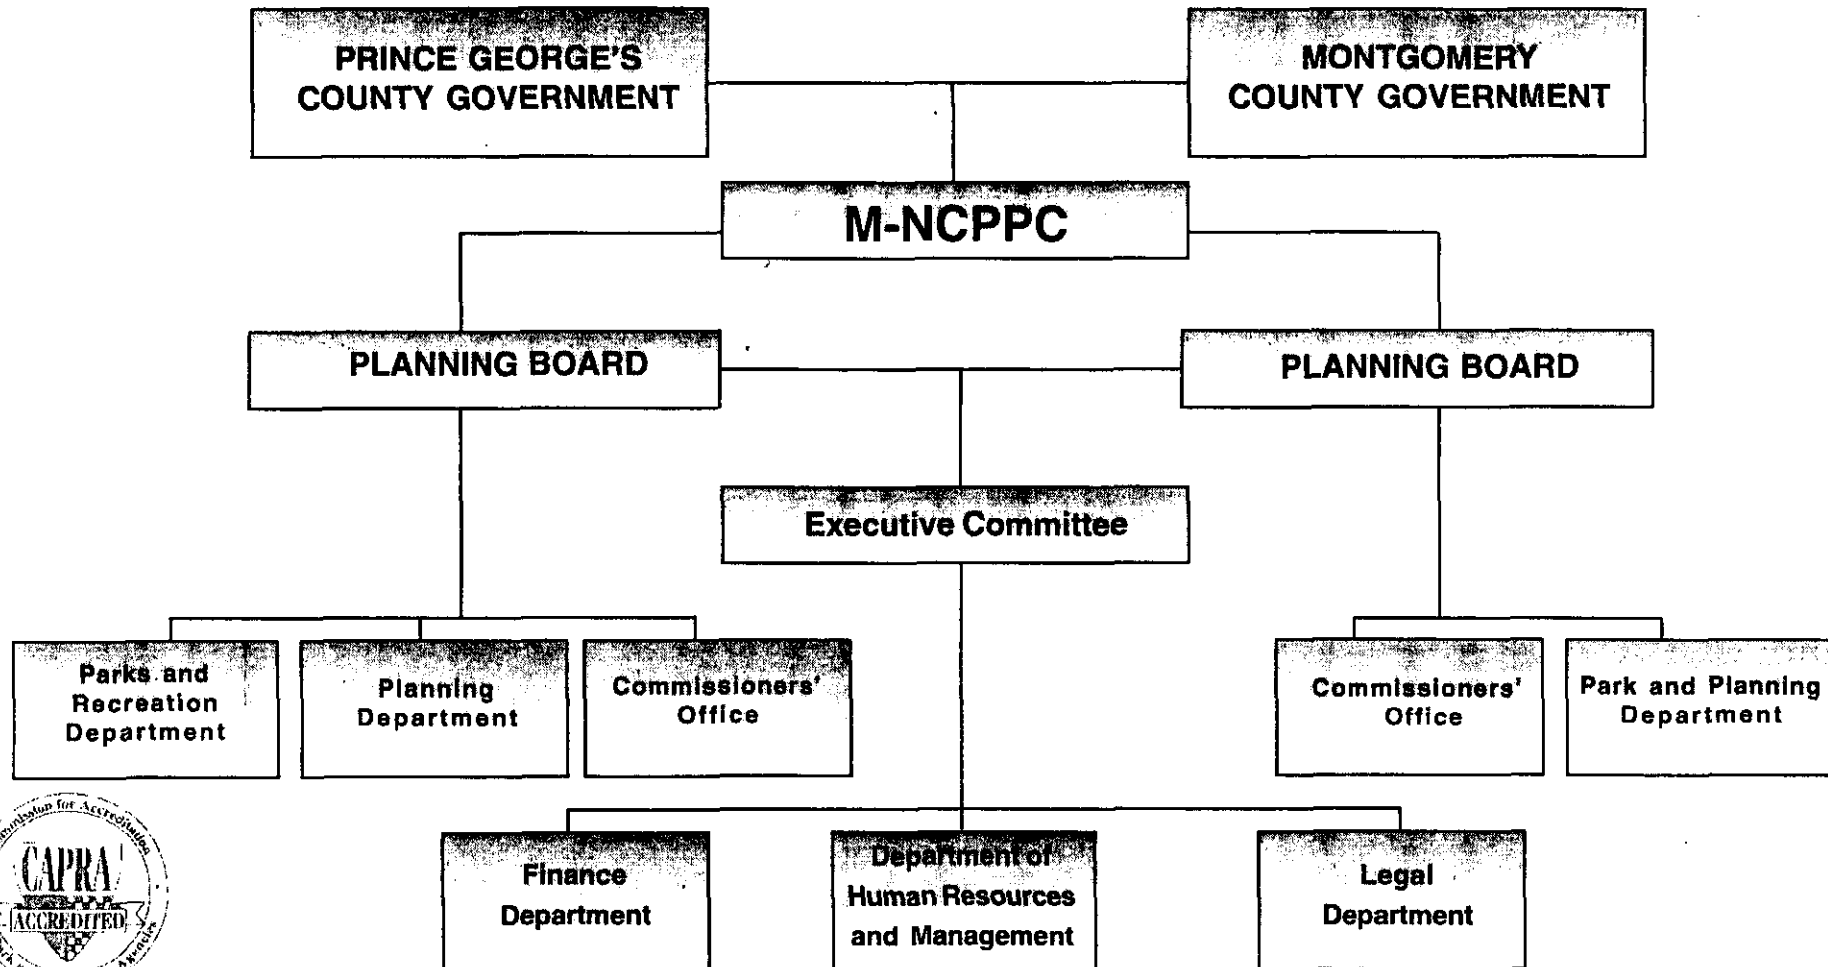 PRINCE GEORGE'S
COUNTY GOVERNMENT
MONTGOMERY
COUNTY GOVERNMENT
M-NCPPC
PLANNING BOARD
PLANNING BOARD
Executive Committee
Parks and
Recreation
Department
Planning
Department
Commissioners'
Office
Commissioners'
Office
Park and Planning
Department
for Accreditation
CAPRA
ACCREDITED
Finance
Department
Department of
Human Resources
and Management
Legal
Department